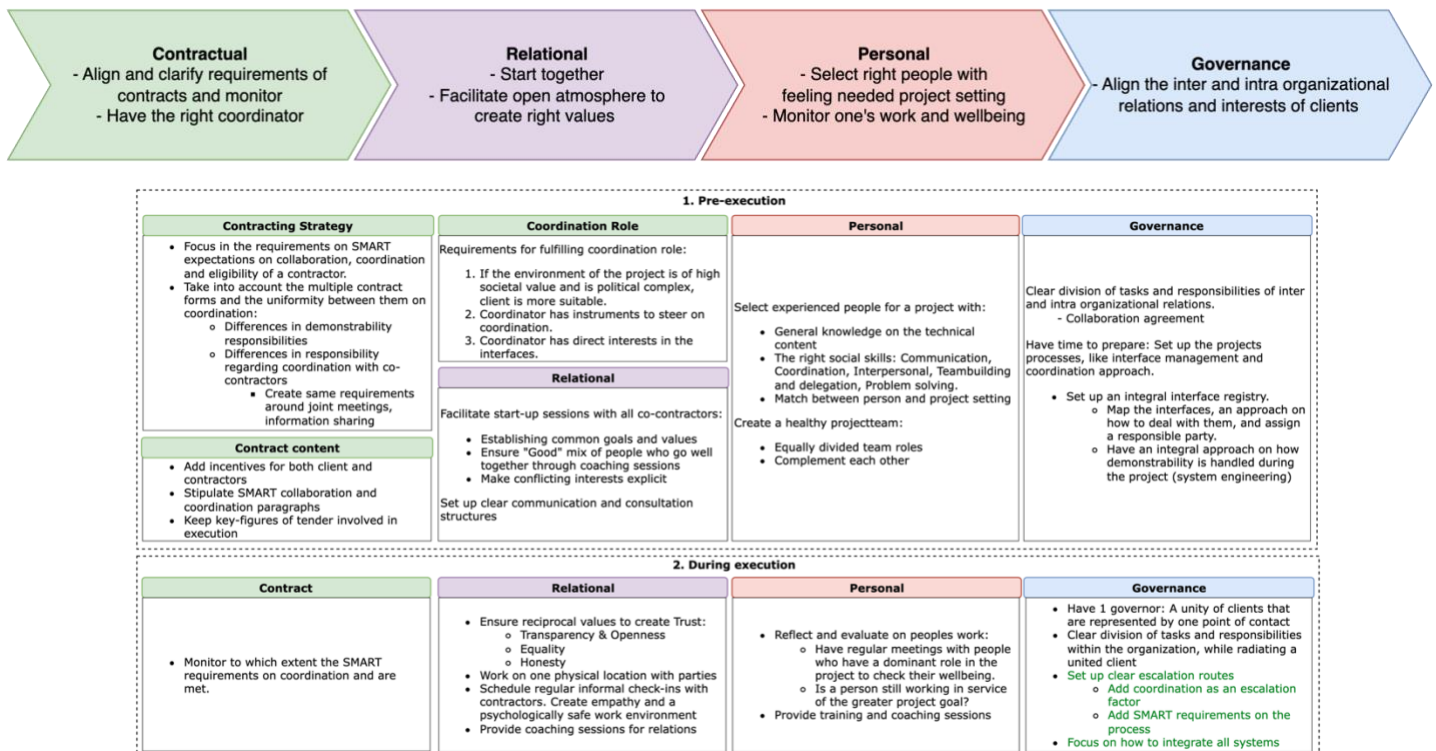 Contractual
- Align and clarify requirements of
contracts and monitor
- Have the right coordinator
Relational
- Start together
- Facilitate open atmosphere to
create right values
Personal
- Select right people with
feeling needed project setting
- Monitor one's work and wellbeing
Governance
- Align the inter and intra organizational
relations and interests of clients
1. Pre-execution
Contracting Strategy
• Focus in the requirements on SMART
expectations on collaboration, coordination
and eligibility of a contractor.
• Take into account the multiple contract
forms and the uniformity between them on
coordination:
◦ Differences in demonstrability
responsibilities
◦ Differences in responsibility
regarding coordination with co-
contractors
▪ Create same requirements
around joint meetings,
information sharing
Contract content
• Add incentives for both client and
contractors
• Stipulate SMART collaboration and
coordination paragraphs
• Keep key-figures of tender involved in
execution
Coordination Role
Requirements for fulfilling coordination role:
1. If the environment of the project is of high
societal value and is political complex,
client is more suitable.
2. Coordinator has instruments to steer on
coordination.
3. Coordinator has direct interests in the
interfaces.
Relational
Facilitate start-up sessions with all co-contractors:
• Establishing common goals and values
• Ensure "Good" mix of people who go well
together through coaching sessions
• Make conflicting interests explicit
Set up clear communication and consultation
structures
Personal
Select experienced people for a project with:
• General knowledge on the technical
content
• The right social skills: Communication,
Coordination, Interpersonal, Teambuilding
and delegation, Problem solving.
• Match between person and project setting
Create a healthy projectteam:
• Equally divided team roles
• Complement each other
Governance
Clear division of tasks and responsibilities of inter
and intra organizational relations.
- Collaboration agreement
Have time to prepare: Set up the projects
processes, like interface management and
coordination approach.
• Set up an integral interface registry.
◦ Map the interfaces, an approach on
how to deal with them, and assign
a responsible party.
◦ Have an integral approach on how
demonstrability is handled during
the project (system engineering)
2. During execution
Contract
• Monitor to which extent the SMART
requirements on coordination and are
met.
Relational
• Ensure reciprocal values to create Trust:
◦ Transparency & Openness
◦ Equality
◦ Honesty
• Work on one physical location with parties
• Schedule regular informal check-ins with
contractors. Create empathy and a
psychologically safe work environment
• Provide coaching sessions for relations
Personal
• Reflect and evaluate on peoples work:
◦ Have regular meetings with people
who have a dominant role in the
project to check their wellbeing.
◦ Is a person still working in service
of the greater project goal?
• Provide training and coaching sessions
Governance
• Have 1 governor: A unity of clients that
are represented by one point of contact
• Clear division of tasks and responsibilities
within the organization, while radiating a
united client
• Set up clear escalation routes
◦ Add coordination as an escalation
factor
◦ Add SMART requirements on the
process
• Focus on how to integrate all systems